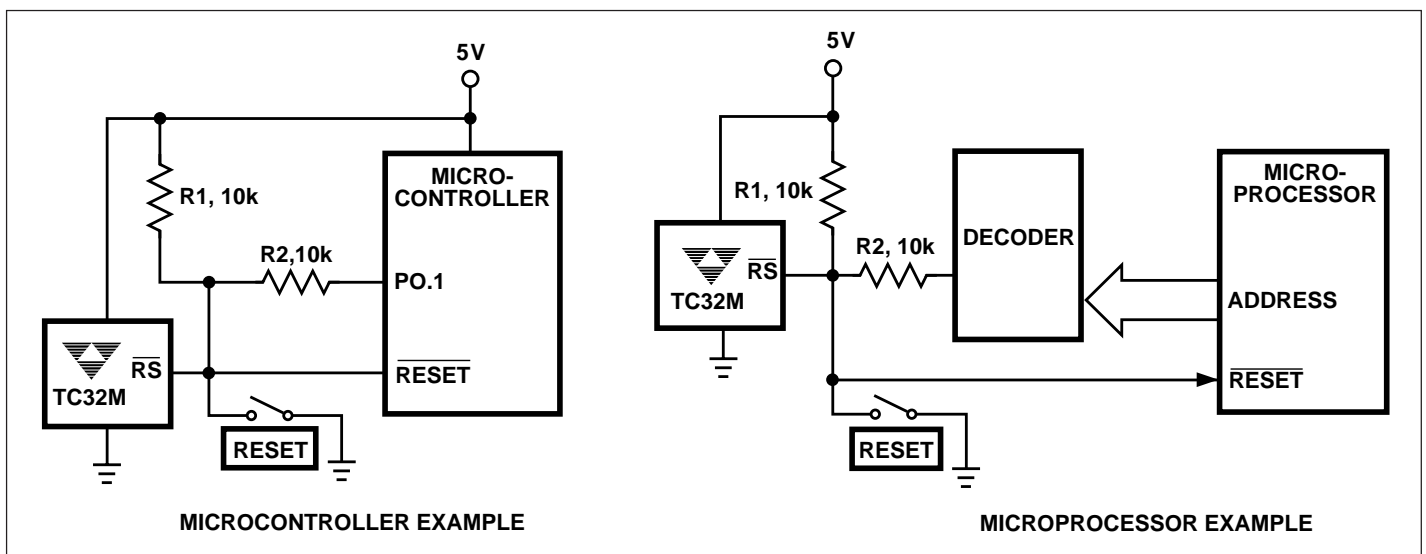 5V
MICRO-
CONTROLLER
R1, 10k
R2,10k
PO.1
RS
TC32M
RESET
RESET
MICROCONTROLLER EXAMPLE
5V
MICRO-
PROCESSOR
R1, 10k
DECODER
R2, 10k
RS
TC32M
ADDRESS
RESET
RESET
MICROPROCESSOR EXAMPLE